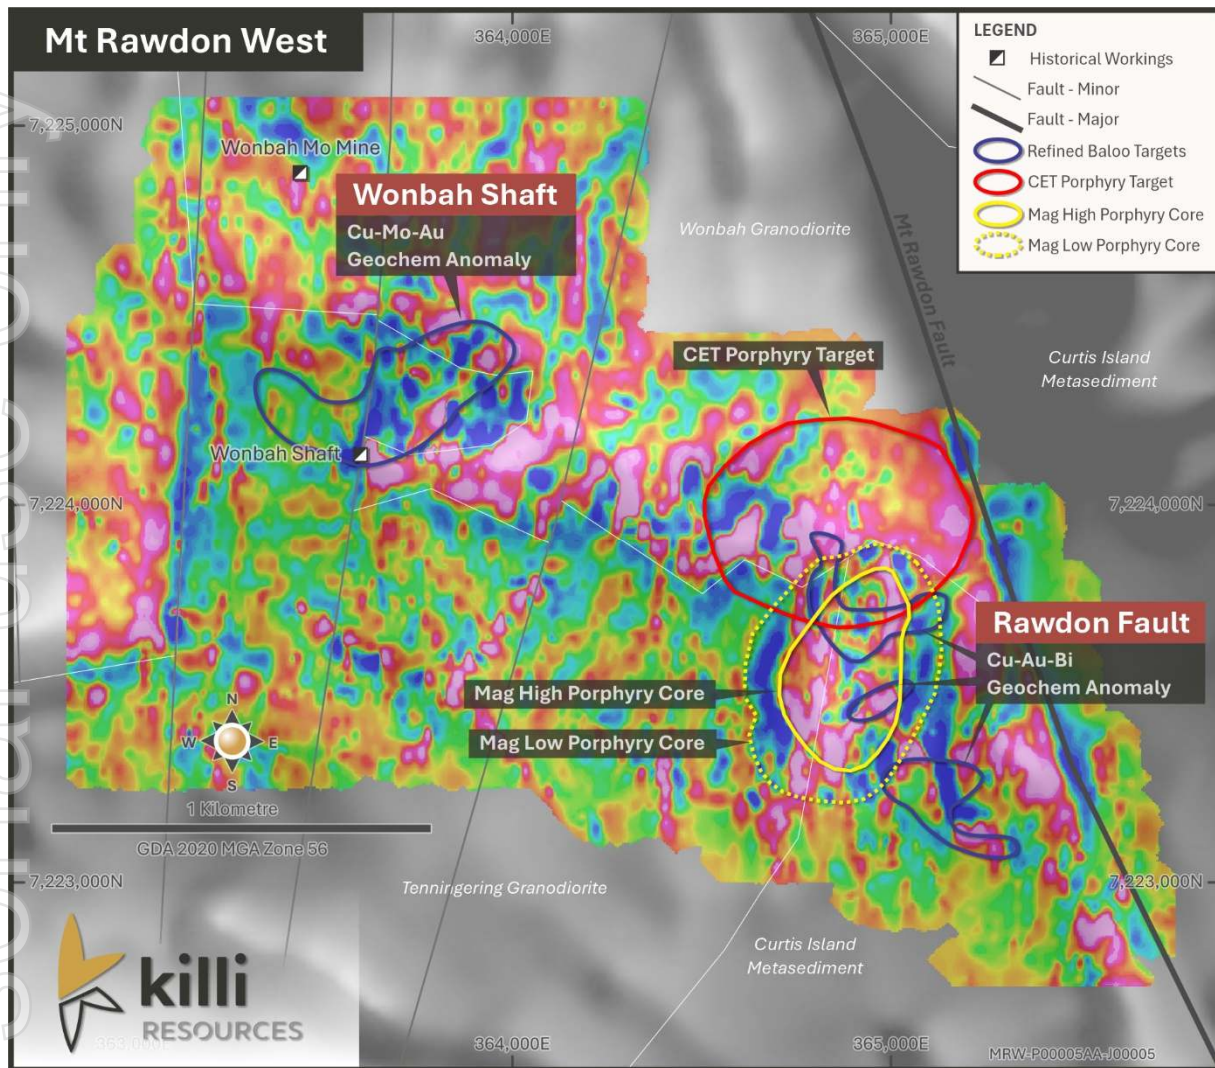 Mt Rawdon West
364,000E
365,000E
LEGEND
Historical Workings
Fault - Minor
Fault - Major
Refined Baloo Targets
CET Porphyry Target
Mag High Porphyry Core
Mag Low Porphyry Core
7,225,000N
Wonbah Mo Mine
Wonbah Shaft
Cu-Mo-Au
Geochem Anomaly
Wonbah Granodiorite
Mt Rawdon Fault
CET Porphyry Target
Curtis Island
Metasediment
Wonbah Shaft
7,224,000N
7,224,000N
Rawdon Fault
Cu-Au-Bi
Geochem Anomaly
Mag High Porphyry Core
Mag Low Porphyry Core
N
W
E
S
1 Kilometre
GDA 2020 MGA Zone 56
7,223,000N
Tenningering Granodiorite
7,223,000N
Curtis Island
Metasediment
killi
RESOURCES
363,000E
364,000E
365,000E
MRW-P00005AA-J00005